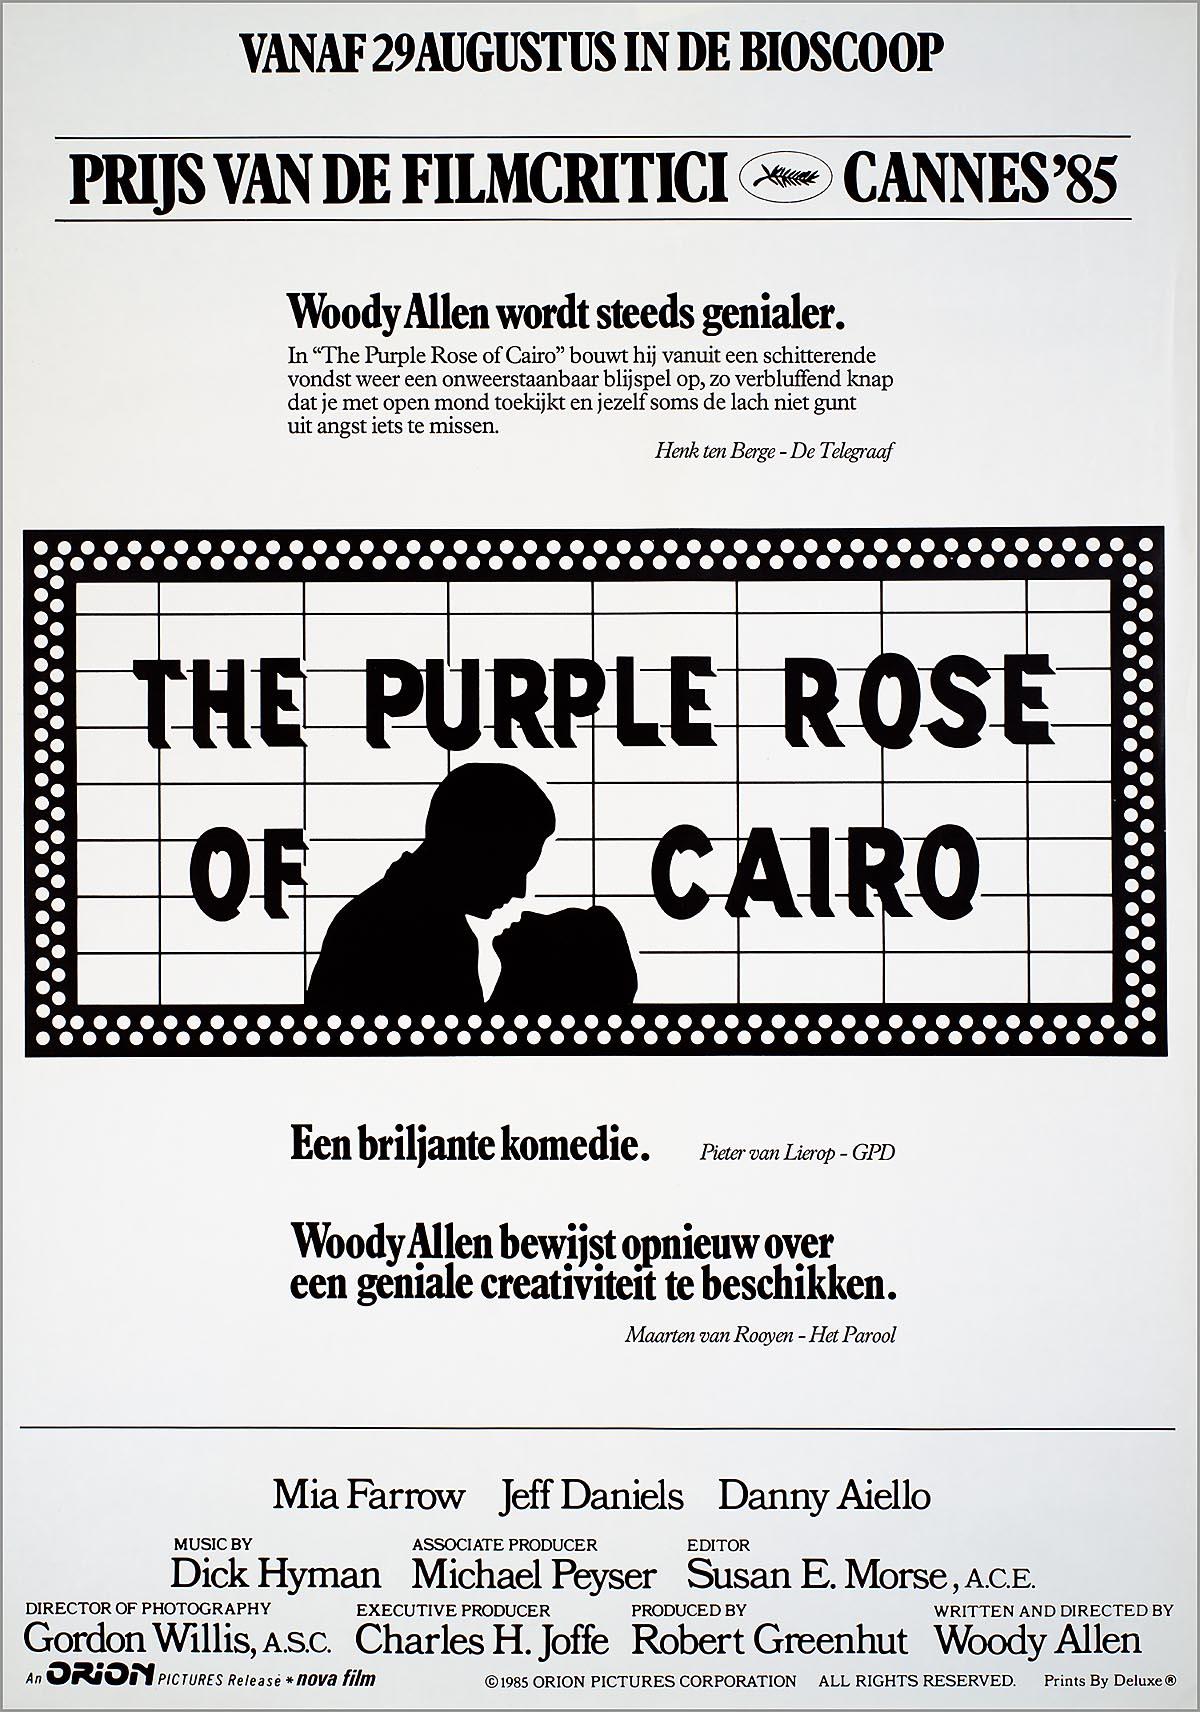 VANAF 29 AUGUSTUS IN DE BIOSCOOP
PRIJS VAN DE FILMCRITICI CANNES '85
Woody Allen wordt steeds genialer.
In “The Purple Rose of Cairo” bouwt hij vanuit een schitterende
vondst weer een onweerstaanbaar blijspel op, zo verbluffend knap
dat je met open mond toekijkt en jezelf soms de lach niet gunt
uit angst iets te missen.
Henk ten Berge - De Telegraaf
THE PURPLE ROSE
OF CAIRO
Een briljante komedie. Pieter van Lierop - GPD
Woody Allen bewijst opnieuw over
een geniale creativiteit te beschikken.
Maarten van Rooyen - Het Parool
Mia Farrow Jeff Daniels Danny Aiello
MUSIC BY ASSOCIATE PRODUCER EDITOR
Dick Hyman Michael Peyser Susan E. Morse, A.C.E.
DIRECTOR OF PHOTOGRAPHY EXECUTIVE PRODUCER PRODUCED BY WRITTEN AND DIRECTED BY
Gordon Willis, A.S.C. Charles H. Joffe Robert Greenhut Woody Allen
An ORION PICTURES Release * nova film ©1985 ORION PICTURES CORPORATION ALL RIGHTS RESERVED. Prints By Deluxe®